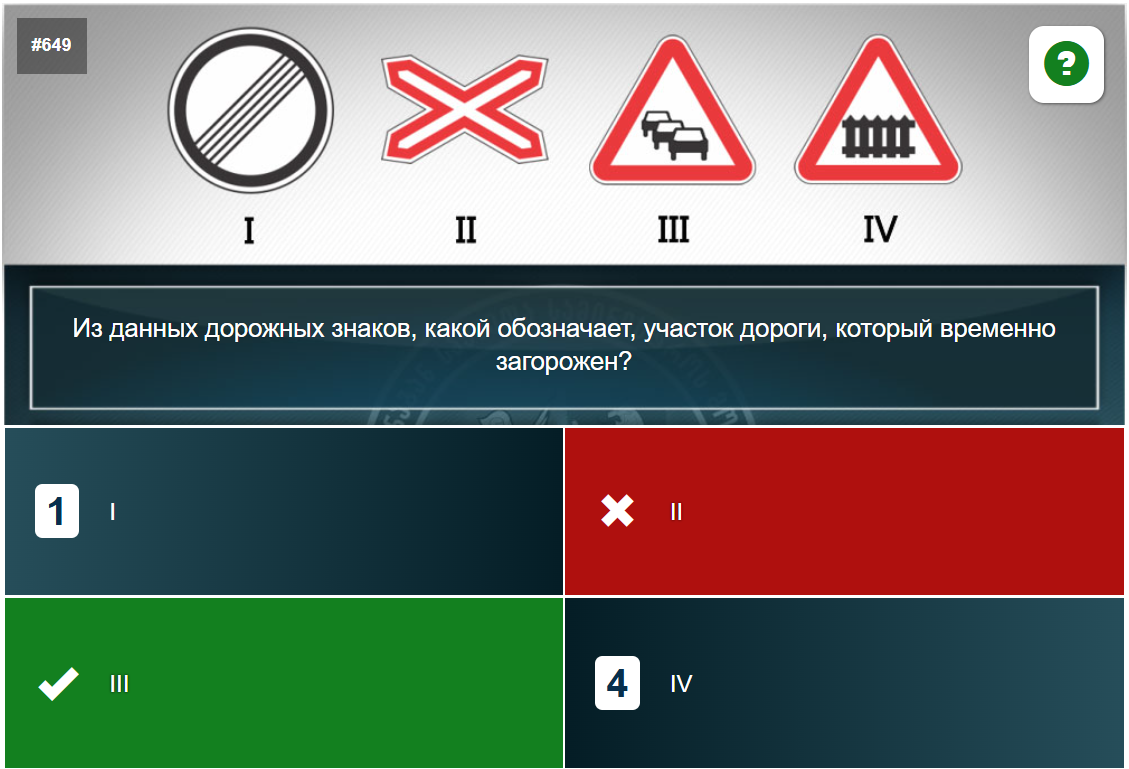 #649
?
I II III IV
Из данных дорожных знаков, какой обозначает, участок дороги, который временно
загорожен?
1 I
II
III
4 IV